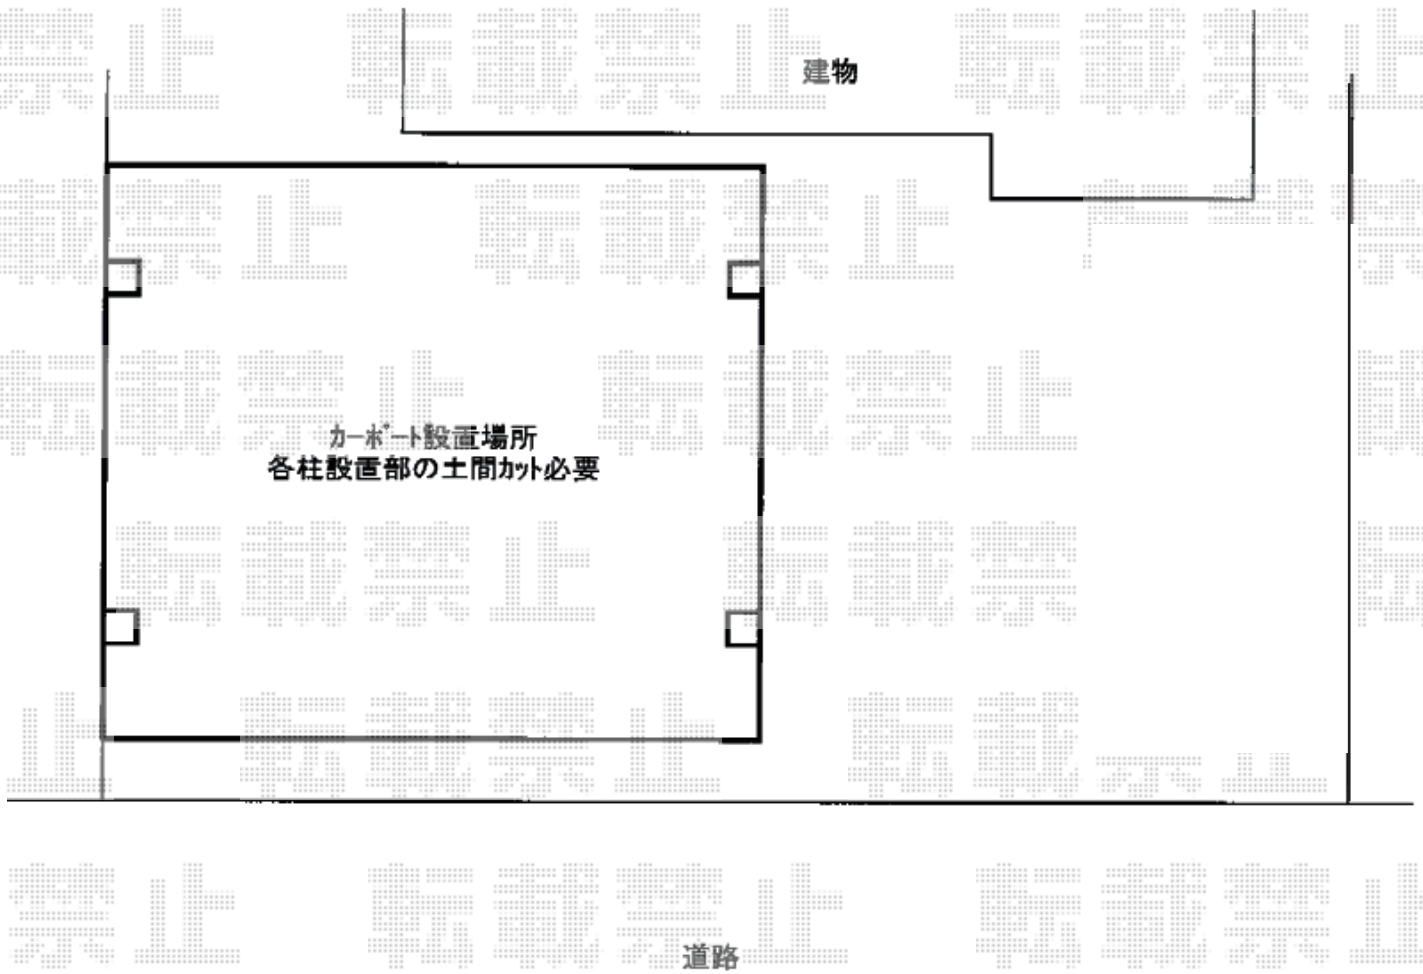 建物
カーポート設置場所
各柱設置部の土間カット必要
道路
転載禁止